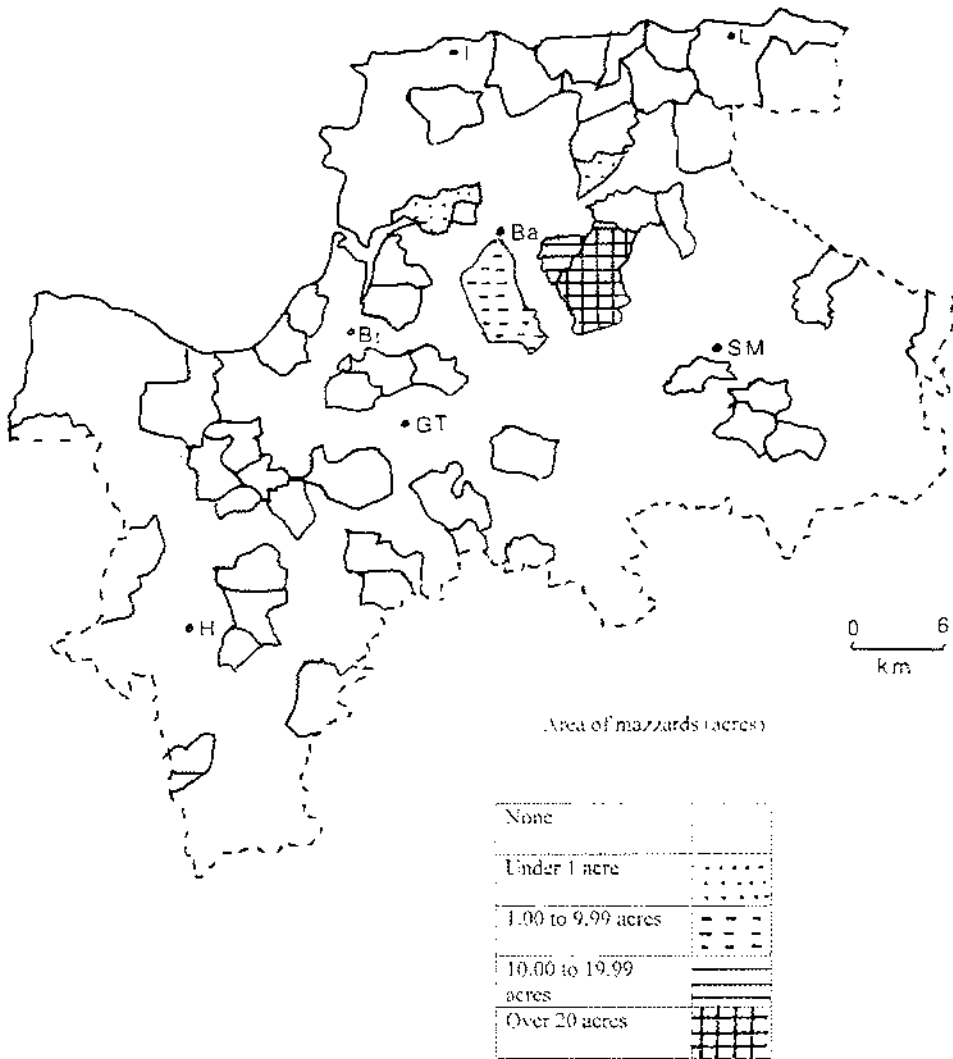 I
L
Ba
Br
SM
GT
H
0 6
km
Area of mazzards (acres)
None
Under 1 acre
1.00 to 9.99 acres
10.00 to 19.99
acres
Over 20 acres